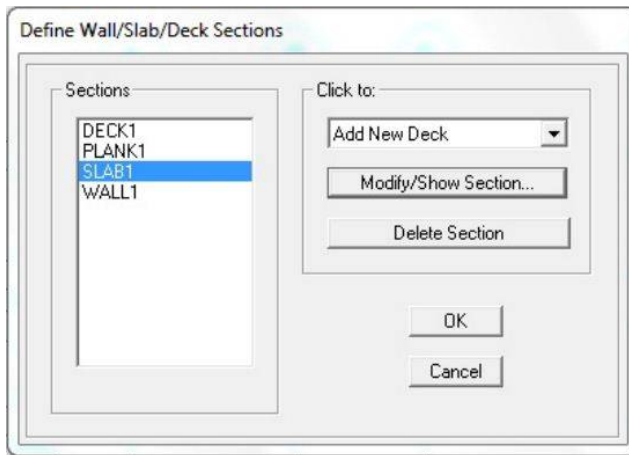 Define Wall/Slab/Deck Sections
Sections
DECK1
PLANK1
SLAB1
WALL1
Click to:
Add New Deck
Modify/Show Section...
Delete Section
OK
Cancel